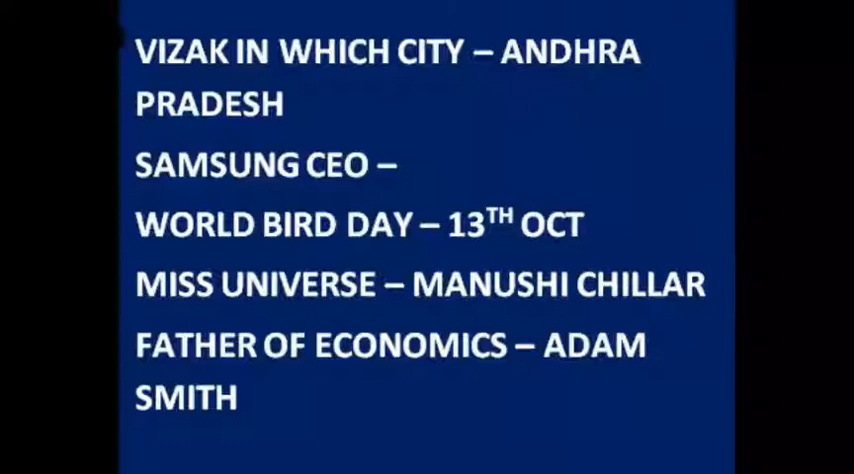 VIZAK IN WHICH CITY – ANDHRA
PRADESH
SAMSUNG CEO –
WORLD BIRD DAY – 13TH OCT
MISS UNIVERSE – MANUSHI CHILLAR
FATHER OF ECONOMICS – ADAM
SMITH